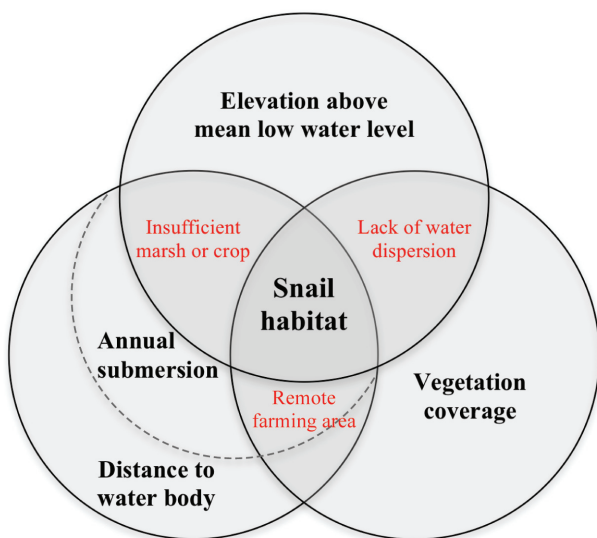 Elevation above
mean low water level
Insufficient
marsh or crop
Lack of water
dispersion
Snail
habitat
Annual
submersion
Vegetation
coverage
Remote
farming area
Distance to
water body